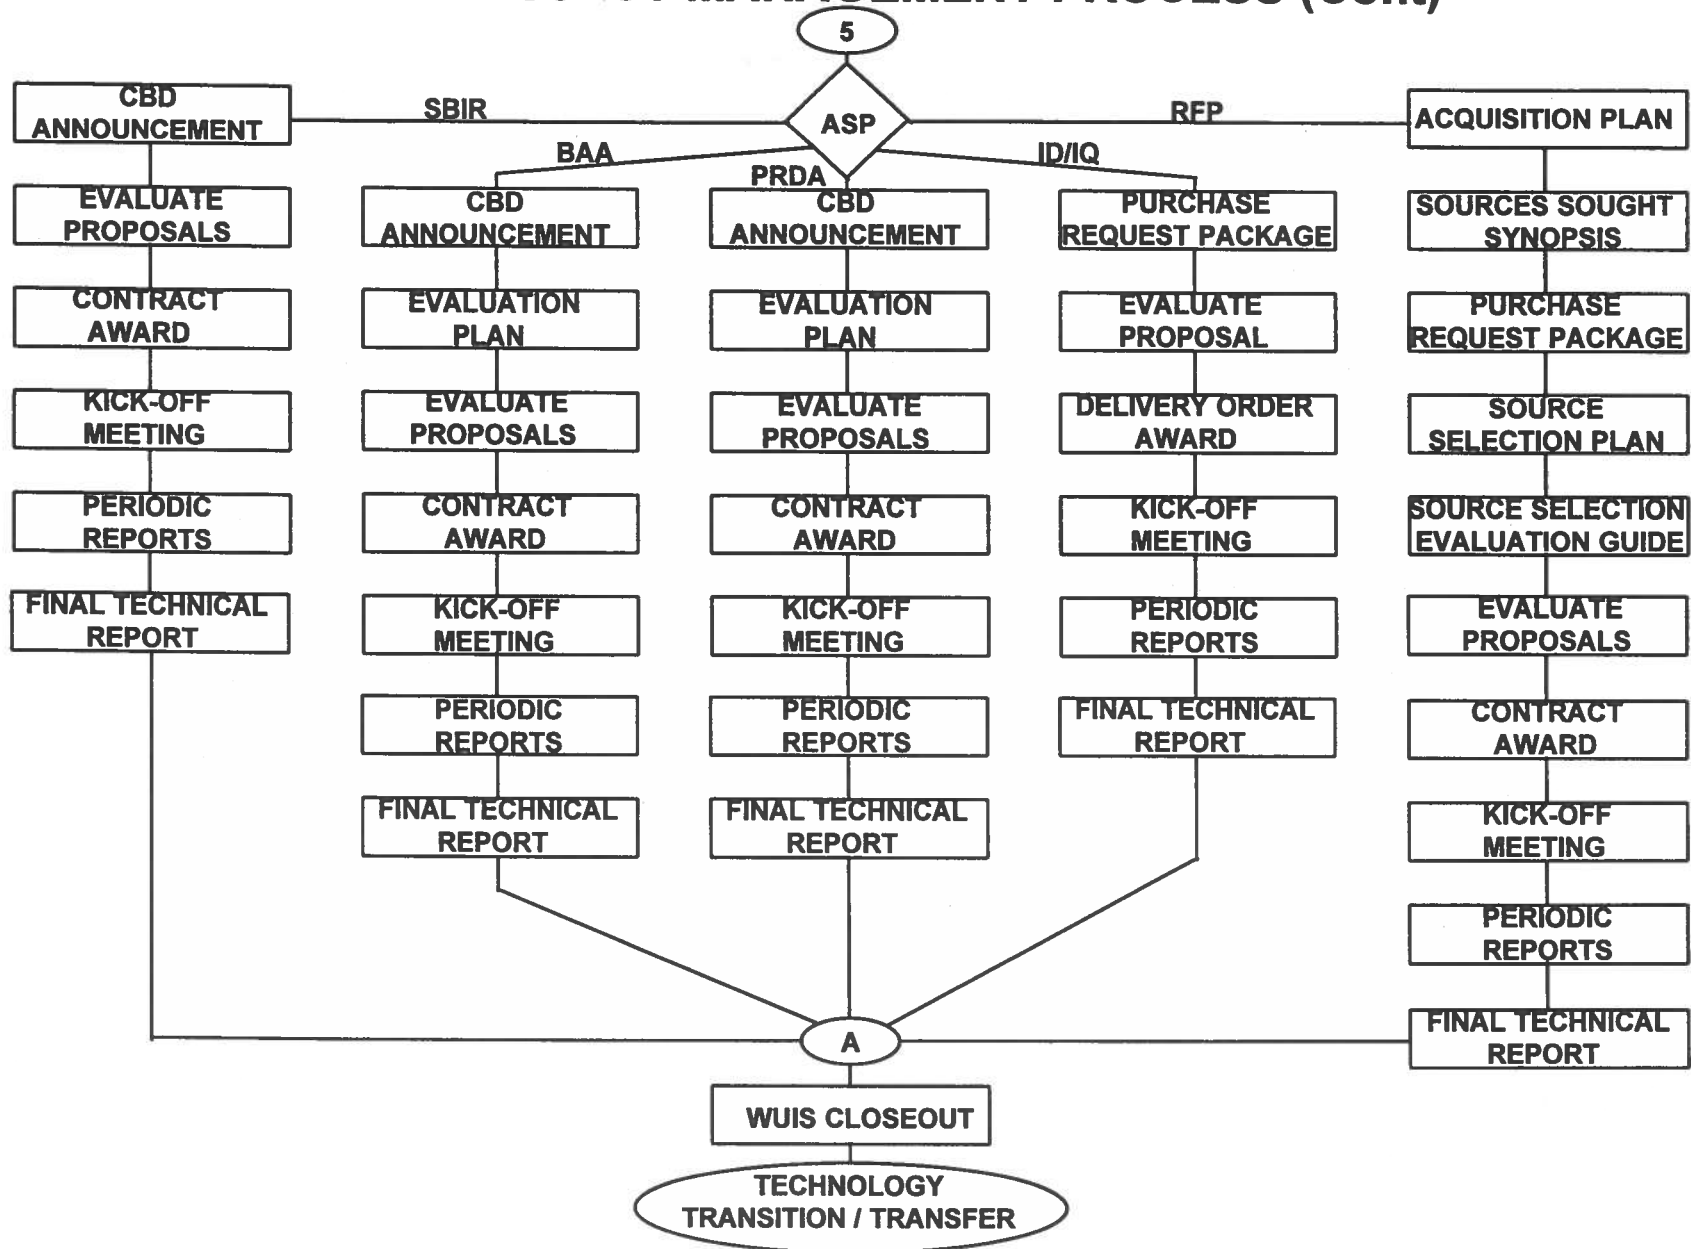 MANAGEMENT PROCESS (Cont)
5
ASP
SBIR
BAA
PRDA
ID/IQ
RFP
CBD
ANNOUNCEMENT
EVALUATE
PROPOSALS
CONTRACT
AWARD
KICK-OFF
MEETING
PERIODIC
REPORTS
FINAL TECHNICAL
REPORT
CBD
ANNOUNCEMENT
EVALUATION
PLAN
EVALUATE
PROPOSALS
CONTRACT
AWARD
KICK-OFF
MEETING
PERIODIC
REPORTS
FINAL TECHNICAL
REPORT
CBD
ANNOUNCEMENT
EVALUATION
PLAN
EVALUATE
PROPOSALS
CONTRACT
AWARD
KICK-OFF
MEETING
PERIODIC
REPORTS
FINAL TECHNICAL
REPORT
PURCHASE
REQUEST PACKAGE
EVALUATE
PROPOSAL
DELIVERY ORDER
AWARD
KICK-OFF
MEETING
PERIODIC
REPORTS
FINAL TECHNICAL
REPORT
ACQUISITION PLAN
SOURCES SOUGHT
SYNOPSIS
PURCHASE
REQUEST PACKAGE
SOURCE
SELECTION PLAN
SOURCE SELECTION
EVALUATION GUIDE
EVALUATE
PROPOSALS
CONTRACT
AWARD
KICK-OFF
MEETING
PERIODIC
REPORTS
FINAL TECHNICAL
REPORT
A
WUIS CLOSEOUT
TECHNOLOGY
TRANSITION / TRANSFER